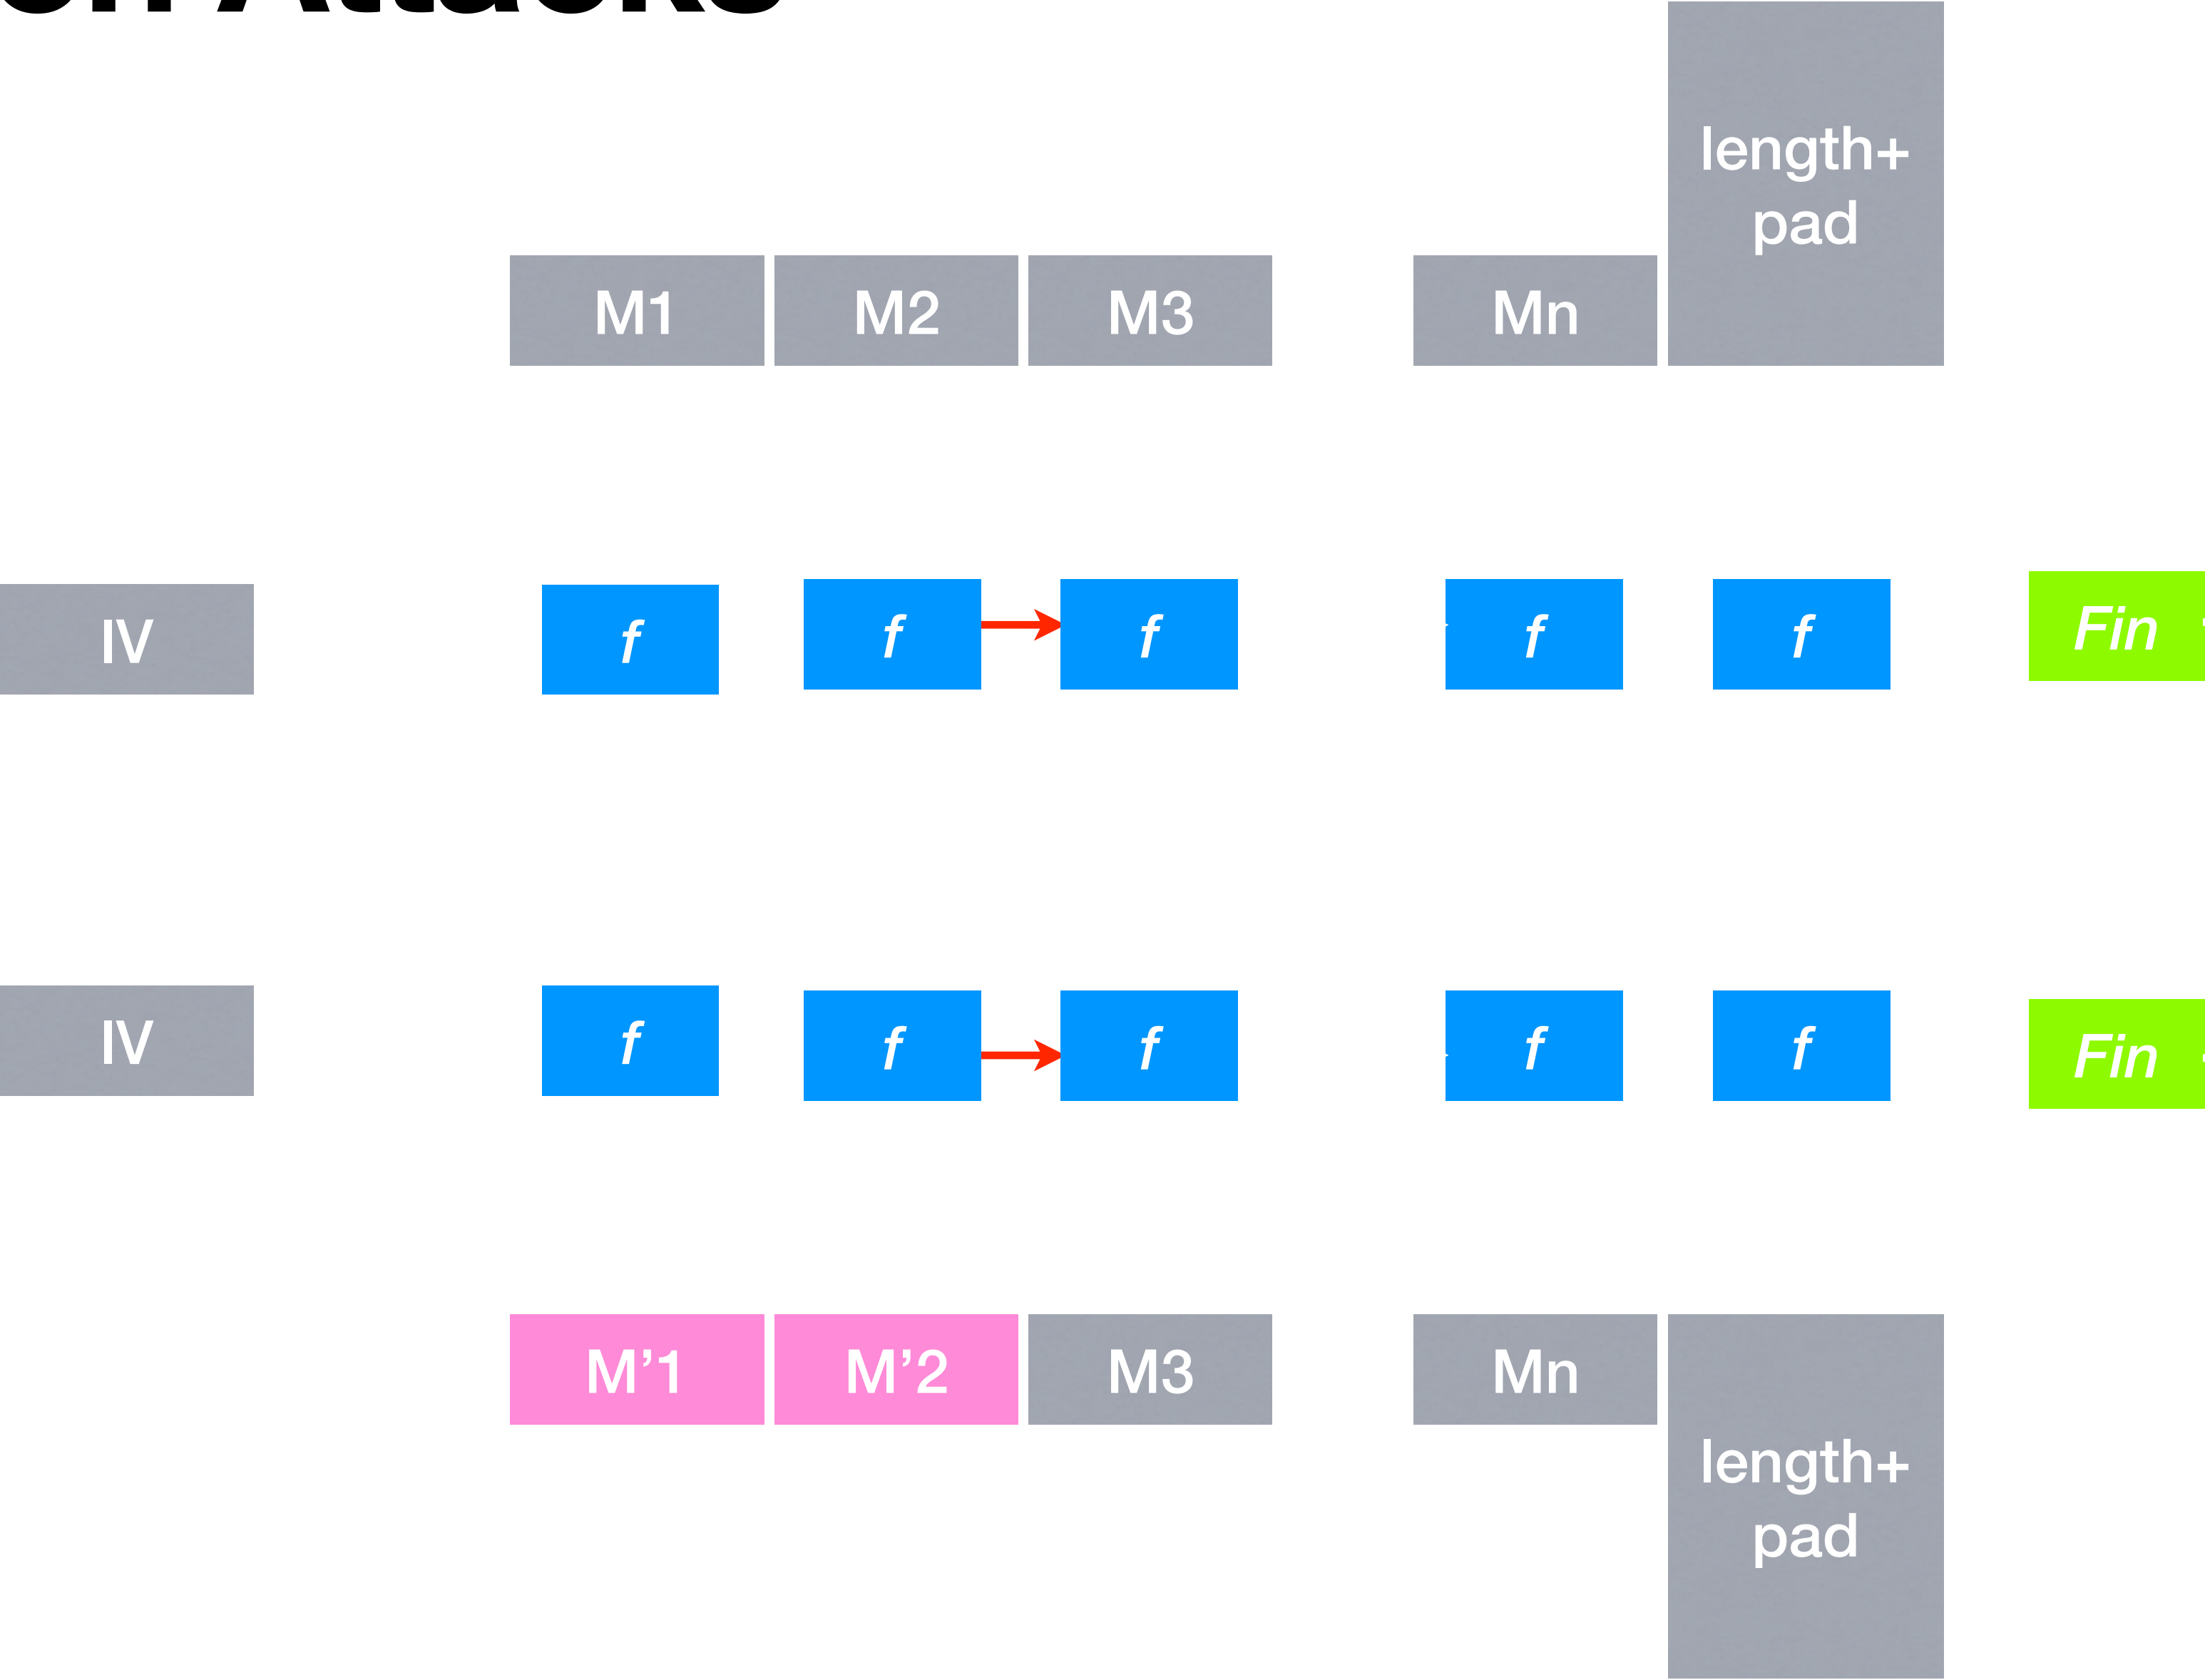 length+
pad
M1 M2 M3 Mn
IV f f f f f Fin
IV f f f f f Fin
M’1 M’2 M3 Mn
length+
pad